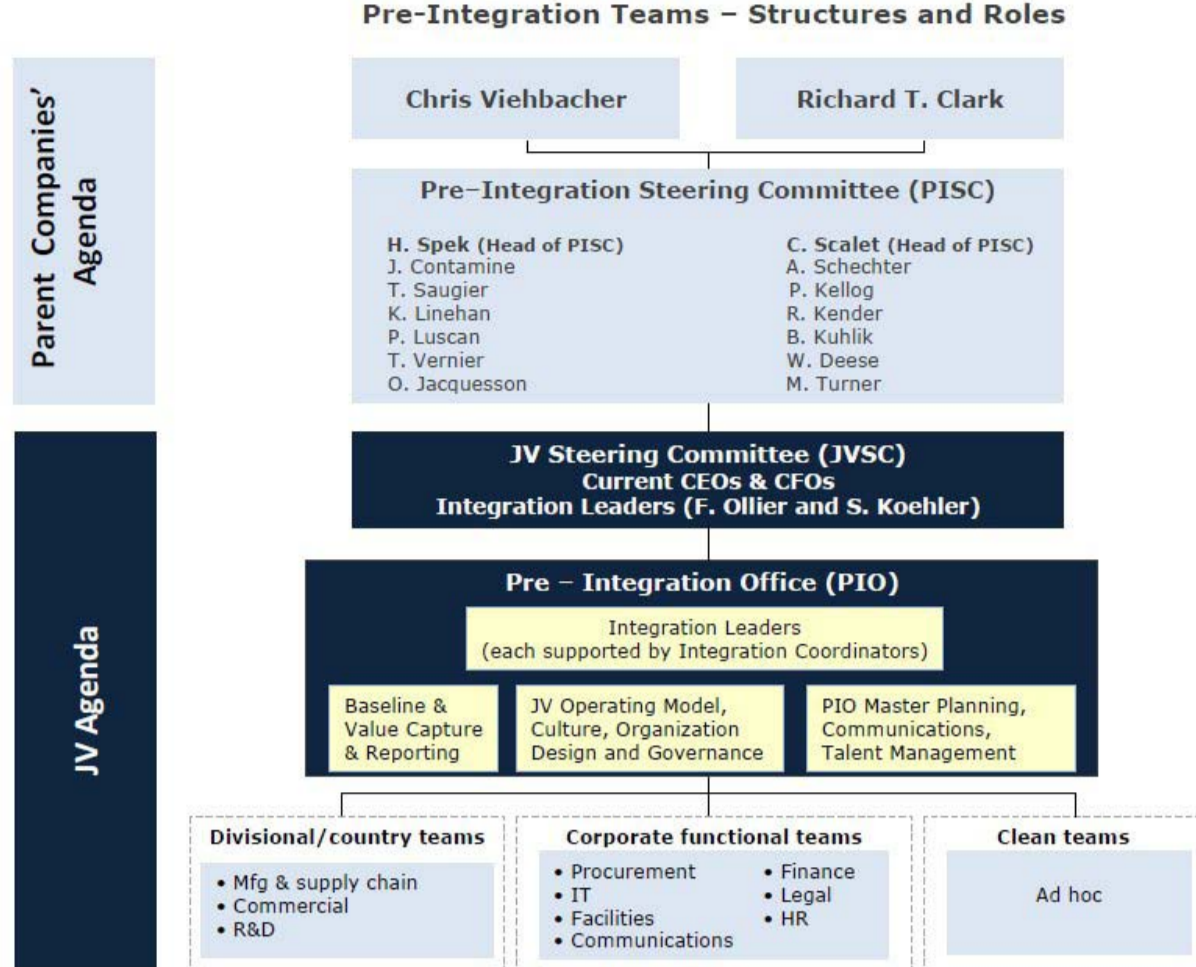 Pre-Integration Teams – Structures and Roles
Parent Companies'
Agenda
Chris Viehbacher
Richard T. Clark
Pre–Integration Steering Committee (PISC)
H. Spek (Head of PISC)
J. Contamine
T. Saugier
K. Linehan
P. Luscan
T. Vernier
O. Jacquesson
C. Scalet (Head of PISC)
A. Schechter
P. Kellog
R. Kender
B. Kuhlik
W. Deese
M. Turner
JV Agenda
JV Steering Committee (JVSC)
Current CEOs & CFOs
Integration Leaders (F. Ollier and S. Koehler)
Pre – Integration Office (PIO)
Integration Leaders
(each supported by Integration Coordinators)
Baseline &
Value Capture
& Reporting
JV Operating Model,
Culture, Organization
Design and Governance
PIO Master Planning,
Communications,
Talent Management
Divisional/country teams
• Mfg & supply chain
• Commercial
• R&D
Corporate functional teams
• Procurement
• IT
• Facilities
• Communications
• Finance
• Legal
• HR
Clean teams
Ad hoc